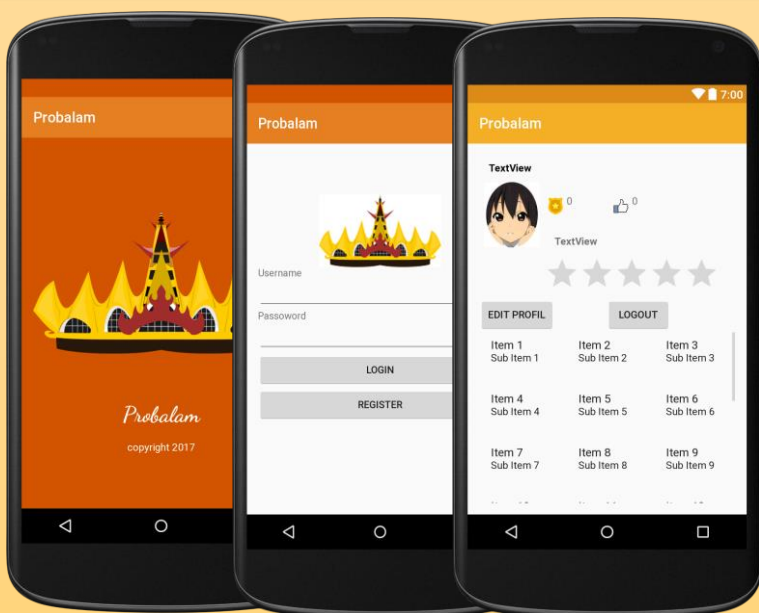 Probalam
Probalam
copyright 2017
Probalam
Username
Passoword
LOGIN
REGISTER
7:00
Probalam
TextView
0
0
TextView
EDIT PROFIL
LOGOUT
Item 1 Item 2 Item 3
Sub Item 1 Sub Item 2 Sub Item 3
Item 4 Item 5 Item 6
Sub Item 4 Sub Item 5 Sub Item 6
Item 7 Item 8 Item 9
Sub Item 7 Sub Item 8 Sub Item 9